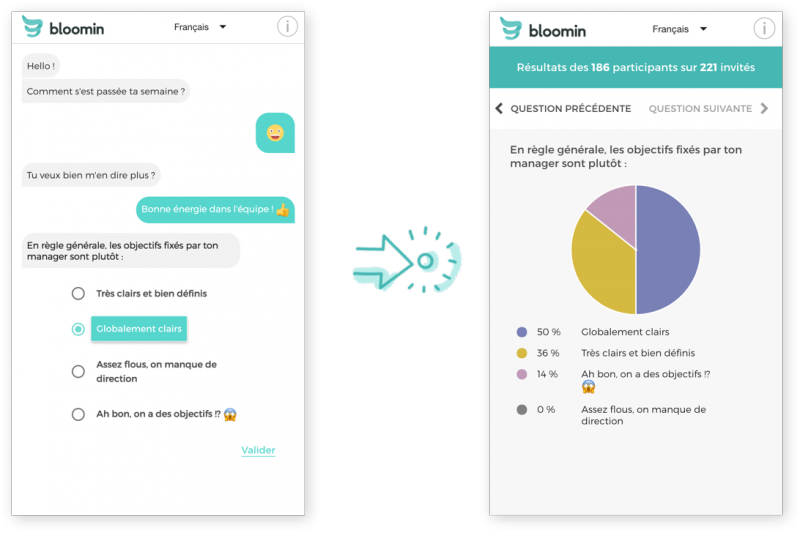 bloomin
Français
i
Hello !
Comment s'est passée ta semaine ?
Tu veux bien m'en dire plus ?
Bonne énergie dans l'équipe ! 👍
En règle générale, les objectifs fixés par ton
manager sont plutôt :
Très clairs et bien définis
Globalement clairs
Assez flous, on manque de
direction
Ah bon, on a des objectifs !? 😱
Valider
bloomin
Français
i
Résultats des 186 participants sur 221 invités
QUESTION PRÉCÉDENTE
QUESTION SUIVANTE
En règle générale, les objectifs fixés par ton
manager sont plutôt :
50 % Globalement clairs
36 % Très clairs et bien définis
14 % Ah bon, on a des objectifs !?
😱
0 % Assez flous, on manque de
direction